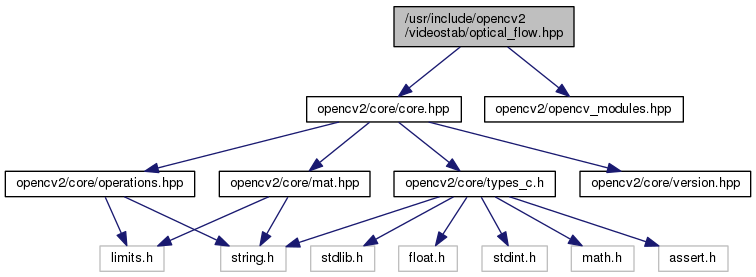 /usr/include/opencv2
/videostab/optical_flow.hpp
opencv2/core/core.hpp
opencv2/opencv_modules.hpp
opencv2/core/operations.hpp
opencv2/core/mat.hpp
opencv2/core/types_c.h
opencv2/core/version.hpp
limits.h
string.h
stdlib.h
float.h
stdint.h
math.h
assert.h